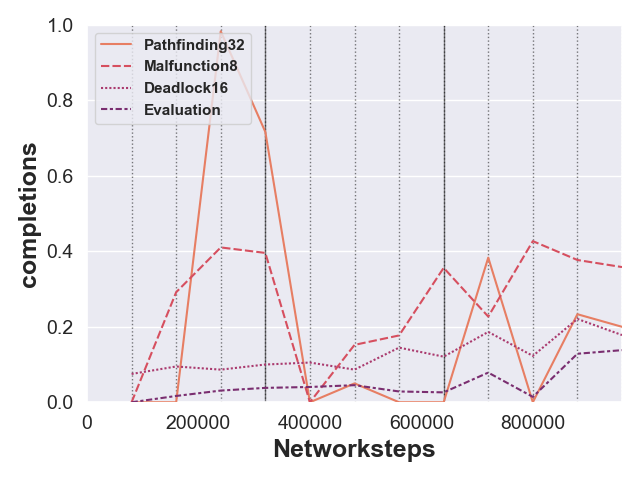 1.0
0.8
0.6
0.4
0.2
0.0
completions
Pathfinding32
Malfunction8
Deadlock16
Evaluation
0 200000 400000 600000 800000
Networksteps